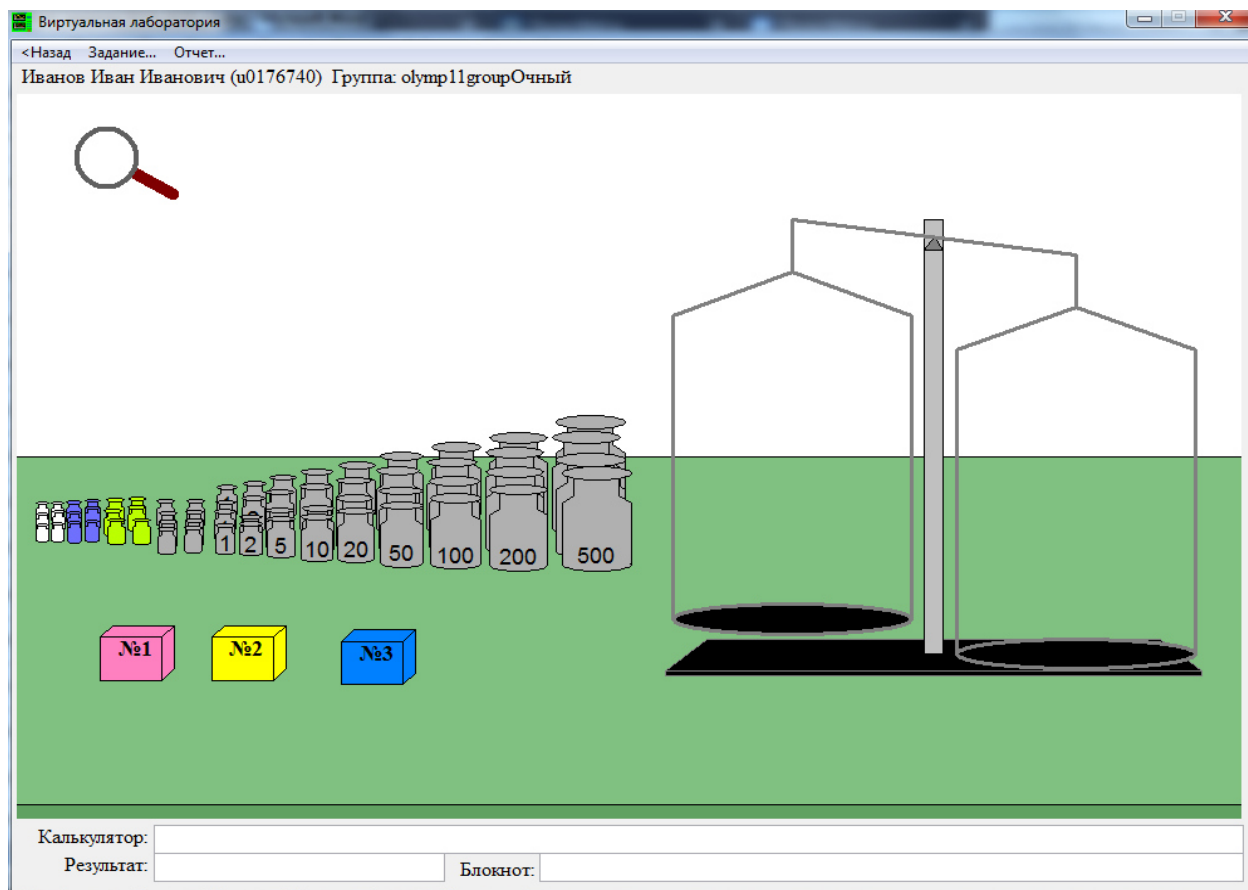 Виртуальная лаборатория
<Назад Задание... Отчет...
Иванов Иван Иванович (u0176740) Группа: olymp11groupОчный
1 2 5 10 20 50 100 200 500
№1 №2 №3
Калькулятор:
Результат: Блокнот: